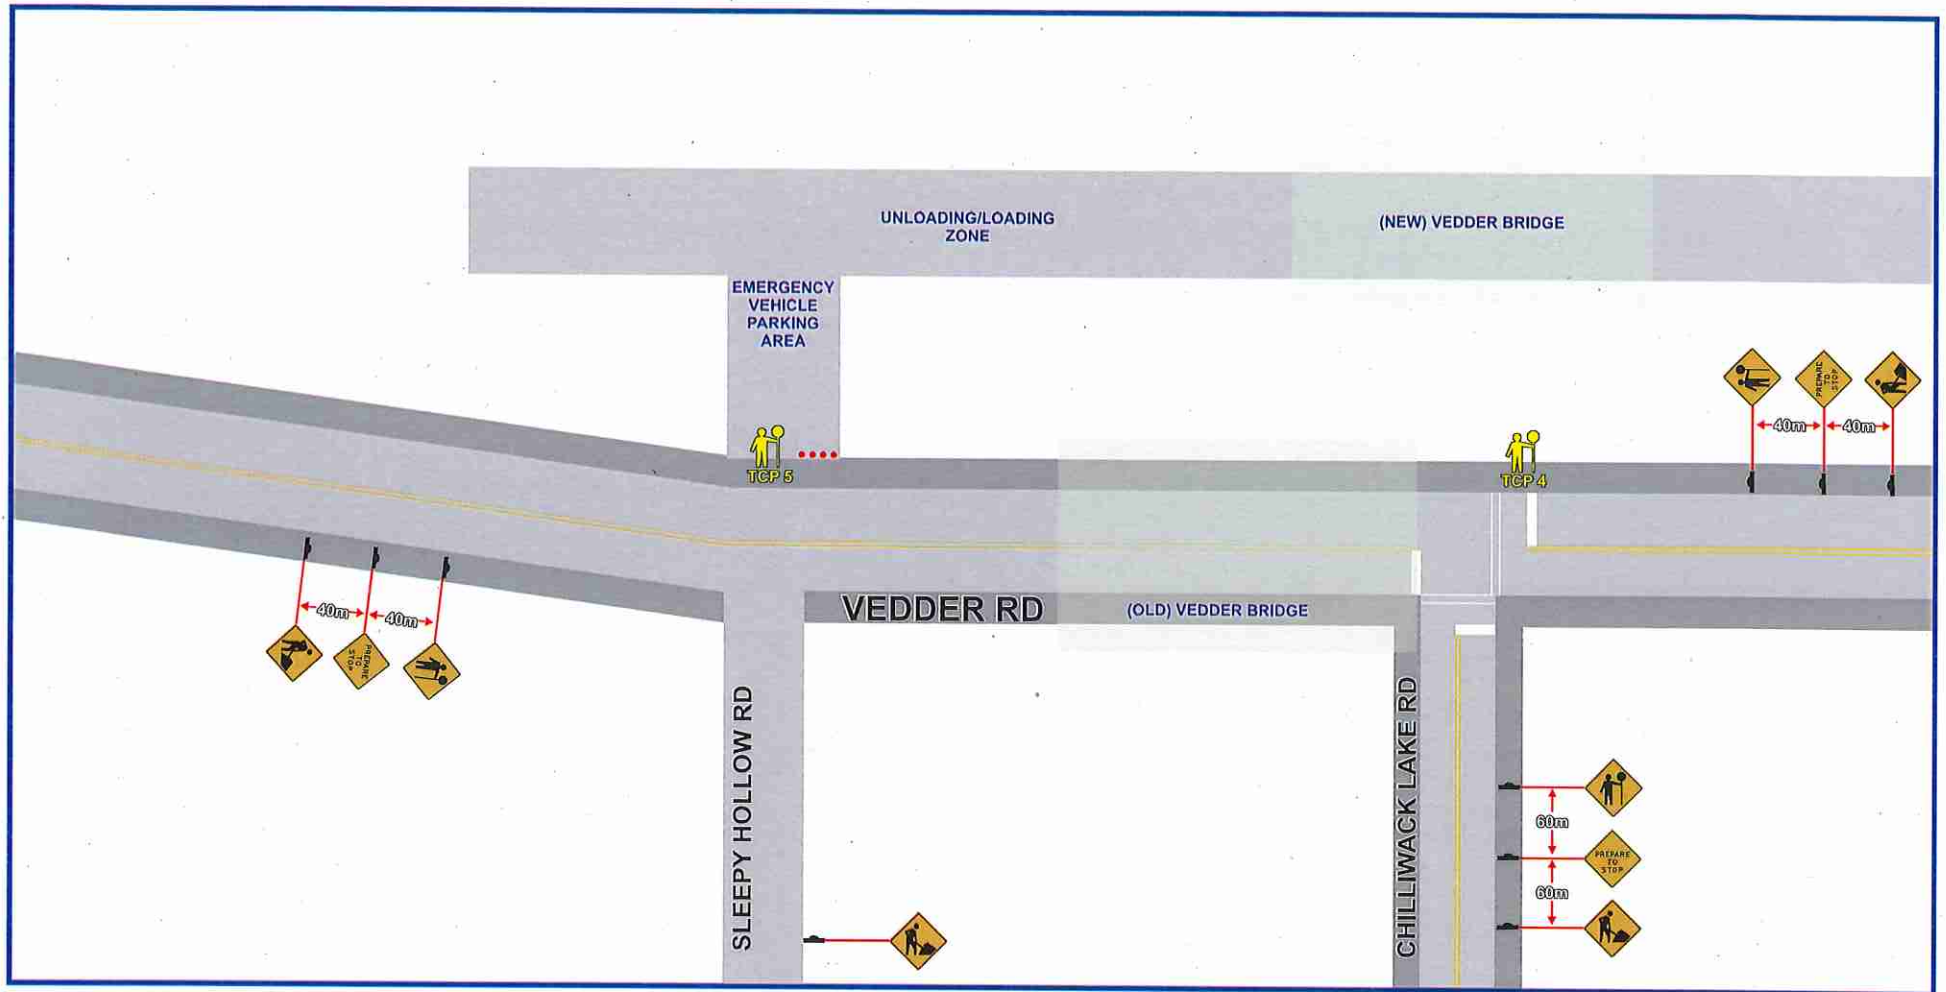 UNLOADING/LOADING
ZONE
(NEW) VEDDER BRIDGE
EMERGENCY
VEHICLE
PARKING
AREA
PREPARE
TO
STOP
40m
40m
TCP 5
TCP 4
40m
40m
PREPARE
TO
STOP
VEDDER RD
(OLD) VEDDER BRIDGE
SLEEPY HOLLOW RD
CHILLIWACK LAKE RD
60m
PREPARE
TO
STOP
60m